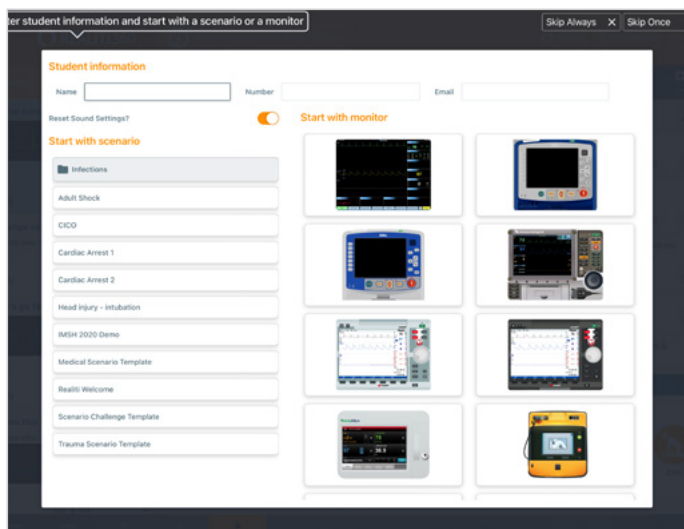 ter student information and start with a scenario or a monitor
Skip Always X Skip Once
Student information
Name Number Email
Reset Sound Settings?
Start with monitor
Start with scenario
Infections
Adult Shock
CICO
Cardiac Arrest 1
Cardiac Arrest 2
Head injury - intubation
IMSH 2020 Demo
Medical Scenario Template
Realiti Welcome
Scenario Challenge Template
Trauma Scenario Template